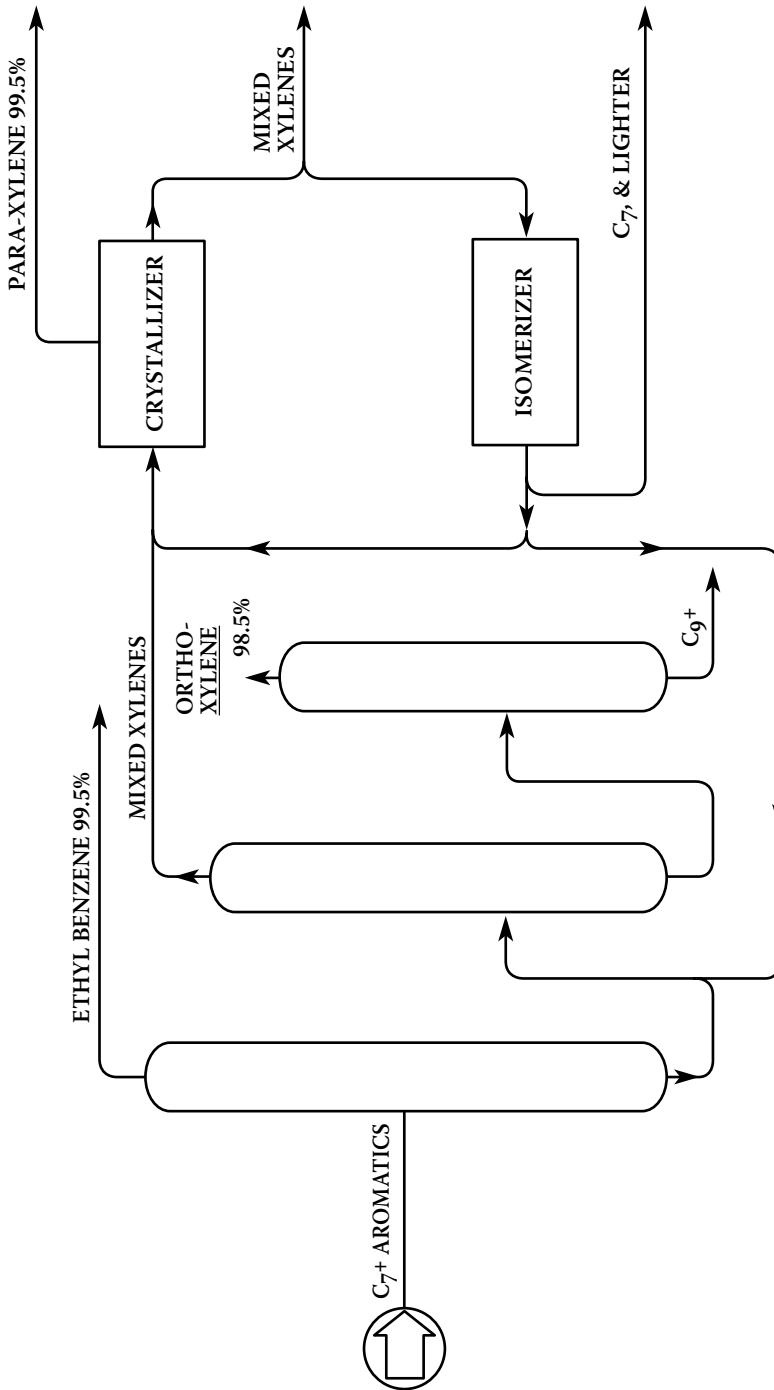 C7+ AROMATICS
ETHYL BENZENE 99.5%
MIXED XYLENES
ORTHO-
XYLENE
98.5%
C9+
CRYSTALLIZER
PARA-XYLENE 99.5%
MIXED
XYLENES
ISOMERIZER
C7, & LIGHTER